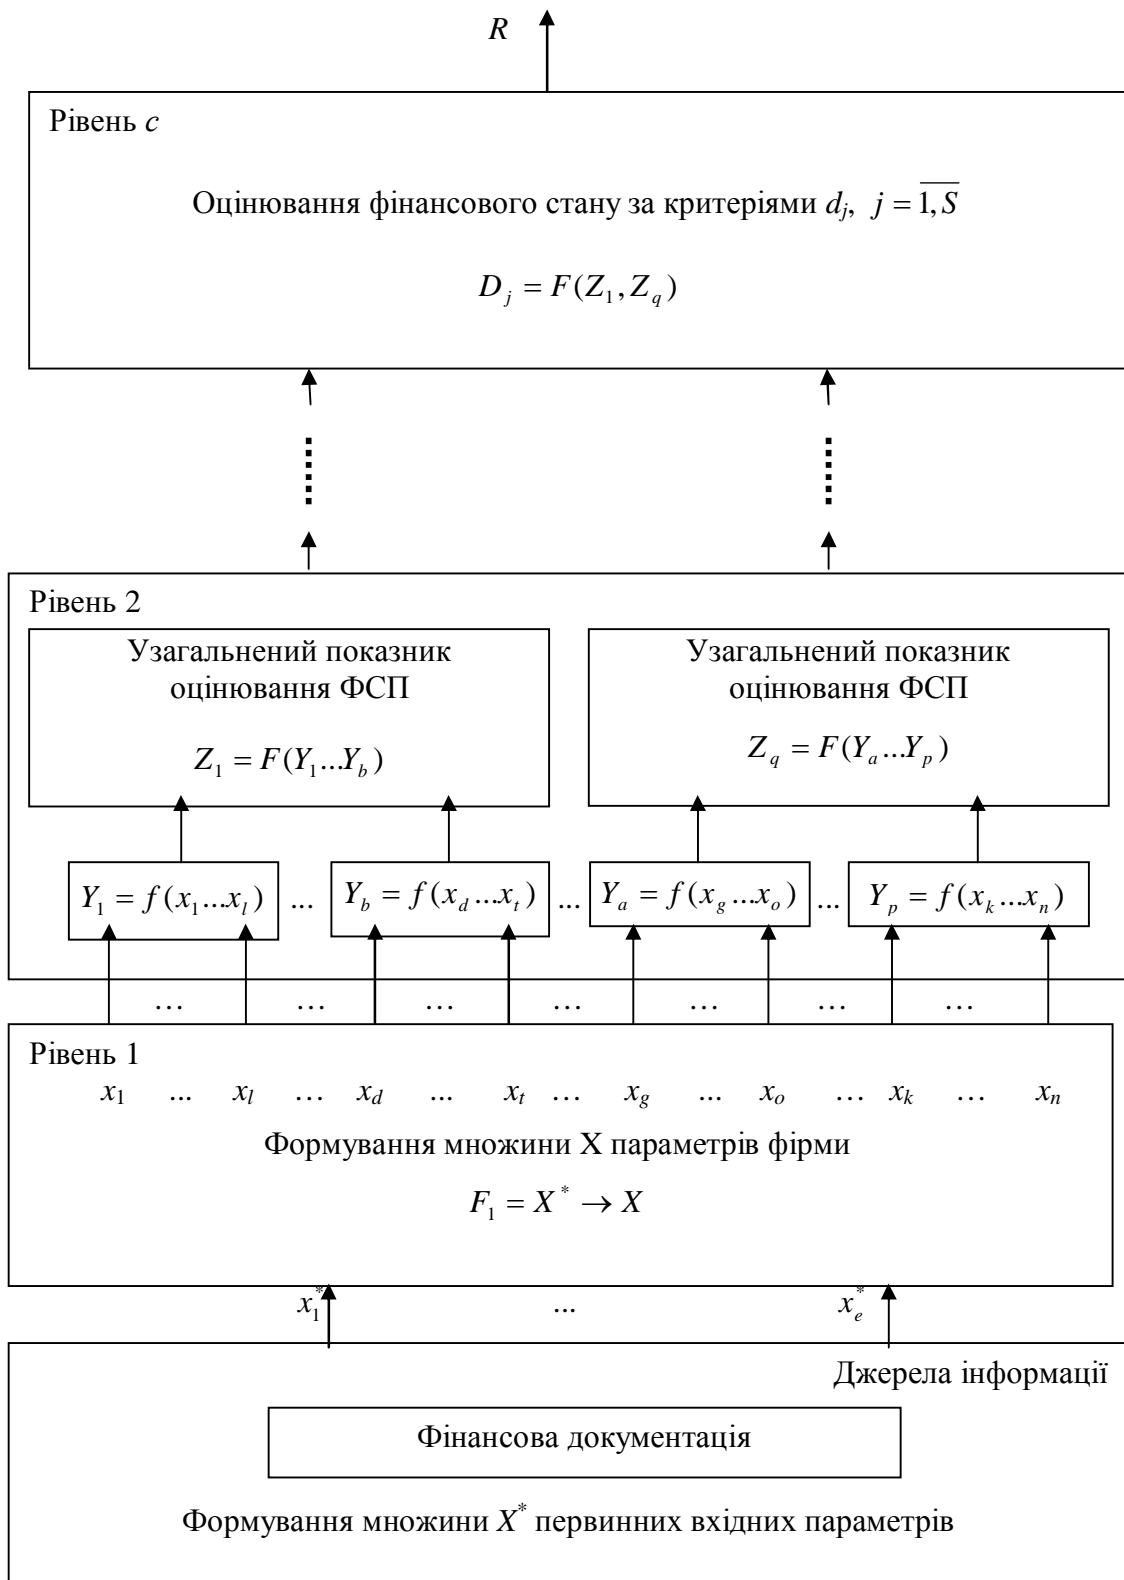 R
Рівень c
Оцінювання фінансового стану за критеріями d_j, j = \overline{1,S}
D_j = F(Z_1, Z_q)
Рівень 2
Узагальнений показник
оцінювання ФСП
Z_1 = F(Y_1...Y_b)
Узагальнений показник
оцінювання ФСП
Z_q = F(Y_a...Y_p)
Y_1 = f(x_1...x_l) ... Y_b = f(x_d...x_t) ... Y_a = f(x_g...x_o) ... Y_p = f(x_k...x_n)
... ... ... ... ... ... ...
Рівень 1
x_1 ... x_l ... x_d ... x_t ... x_g ... x_o ... x_k ... x_n
Формування множини X параметрів фірми
F_1 = X^* → X
x_1^* ... x_e^*
Джерела інформації
Фінансова документація
Формування множини X^* первинних вхідних параметрів